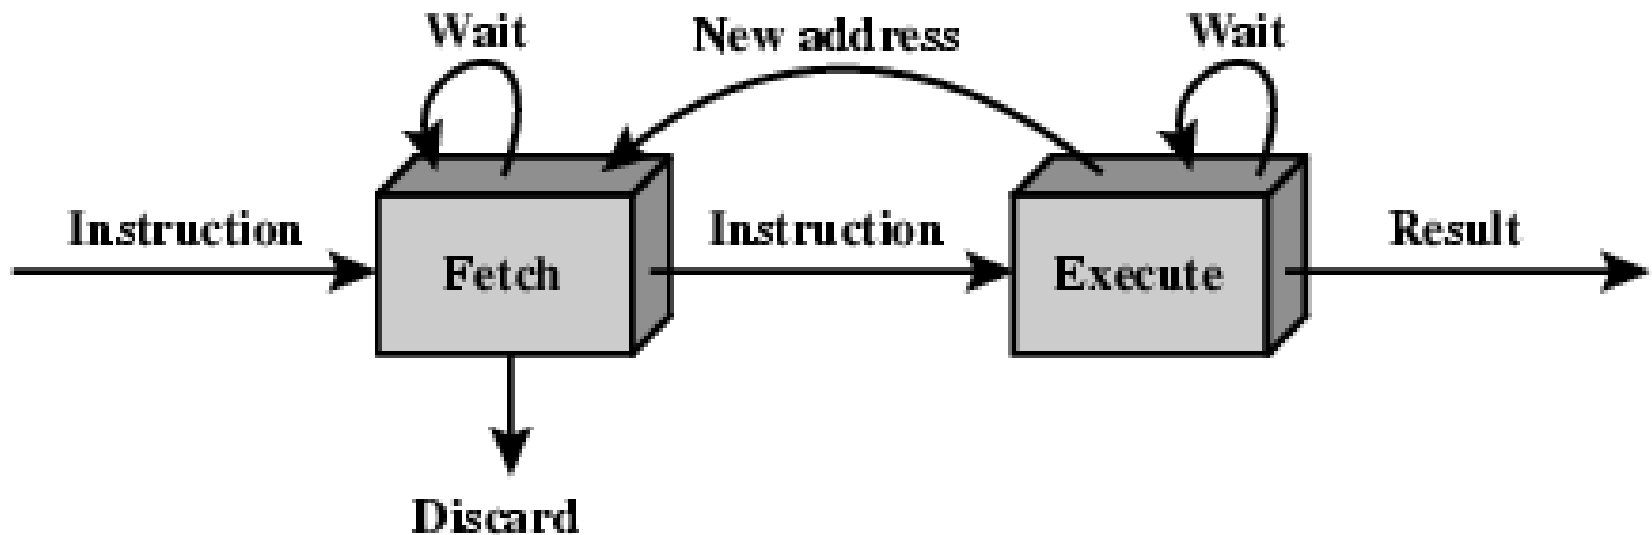 Wait
New address
Wait
Instruction
Instruction
Result
Fetch
Execute
Discard